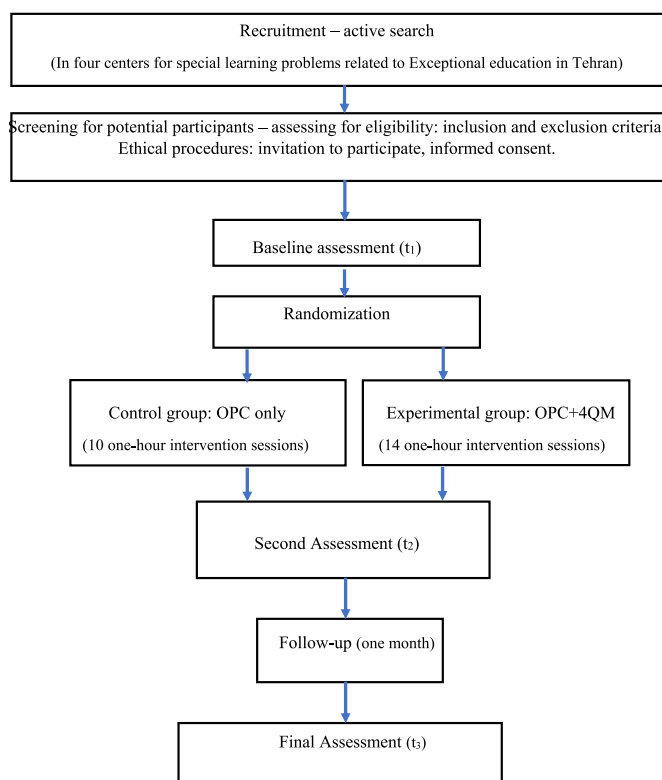 Recruitment – active search
(In four centers for special learning problems related to Exceptional education in Tehran)
Screening for potential participants – assessing for eligibility: inclusion and exclusion criteria
Ethical procedures: invitation to participate, informed consent.
Baseline assessment (t₁)
Randomization
Control group: OPC only
(10 one-hour intervention sessions)
Experimental group: OPC+4QM
(14 one-hour intervention sessions)
Second Assessment (t₂)
Follow-up (one month)
Final Assessment (t₃)